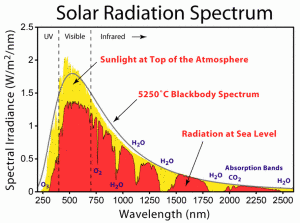 Solar Radiation Spectrum
UV
Visible
Infrared
Sunlight at Top of the Atmosphere
5250°C Blackbody Spectrum
Radiation at Sea Level
Absorption Bands
O₃
O₂
H₂O
H₂O
H₂O
H₂O
H₂O
CO₂
H₂O
Spectral Irradiance (W/m²/nm)
2.5
2
1.5
1
0.5
0
250 500 750 1000 1250 1500 1750 2000 2250 2500
Wavelength (nm)